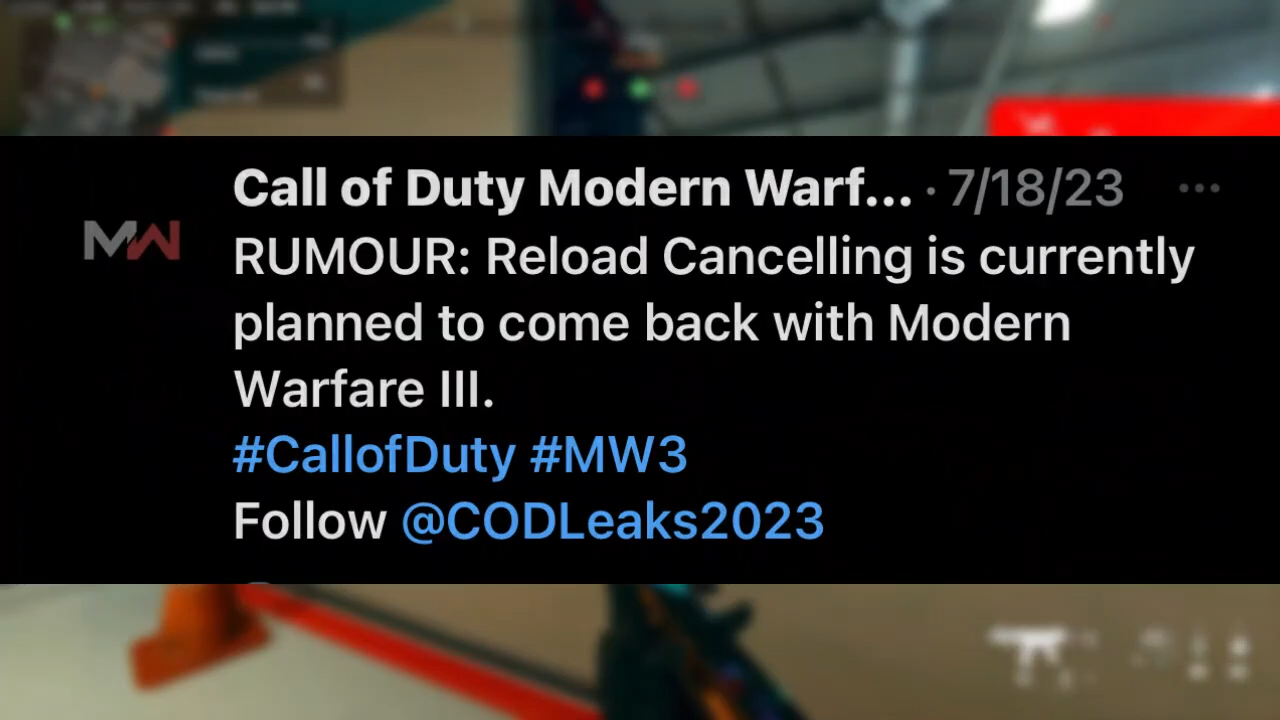 Call of Duty Modern Warf... · 7/18/23 ...
MW
RUMOUR: Reload Cancelling is currently
planned to come back with Modern
Warfare III.
#CallofDuty #MW3
Follow @CODLeaks2023